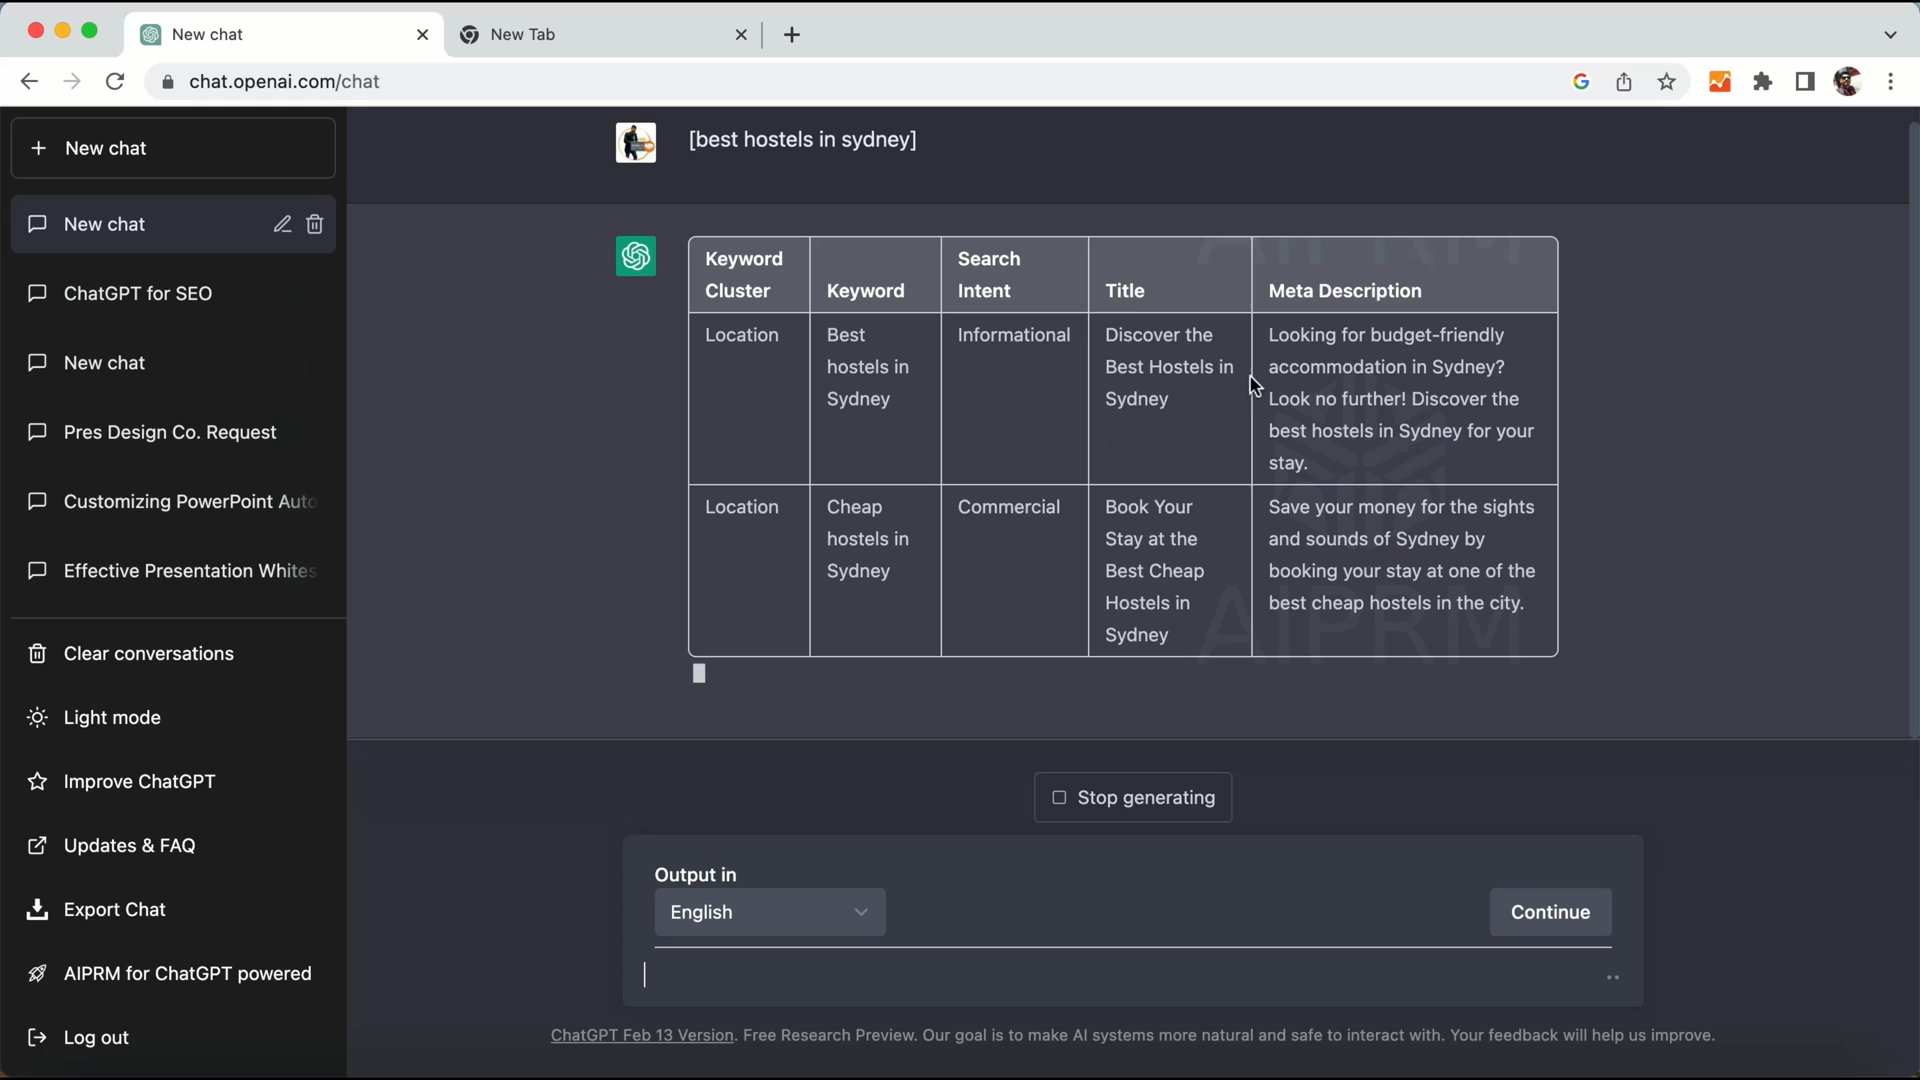 New chat
New Tab
chat.openai.com/chat
New chat
New chat
ChatGPT for SEO
New chat
Pres Design Co. Request
Customizing PowerPoint Auto
Effective Presentation Whites
Clear conversations
Light mode
Improve ChatGPT
Updates & FAQ
Export Chat
AIPRM for ChatGPT powered
Log out
[best hostels in sydney]
AIPRM
Keyword
Cluster
Keyword
Search
Intent
Title
Meta Description
Location
Best
hostels in
Sydney
Informational
Discover the
Best Hostels in
Sydney
Looking for budget-friendly
accommodation in Sydney?
Look no further! Discover the
best hostels in Sydney for your
stay.
Location
Cheap
hostels in
Sydney
Commercial
Book Your
Stay at the
Best Cheap
Hostels in
Sydney
Save your money for the sights
and sounds of Sydney by
booking your stay at one of the
best cheap hostels in the city.
AIPRM
Stop generating
Output in
English
Continue
ChatGPT Feb 13 Version. Free Research Preview. Our goal is to make AI systems more natural and safe to interact with. Your feedback will help us improve.